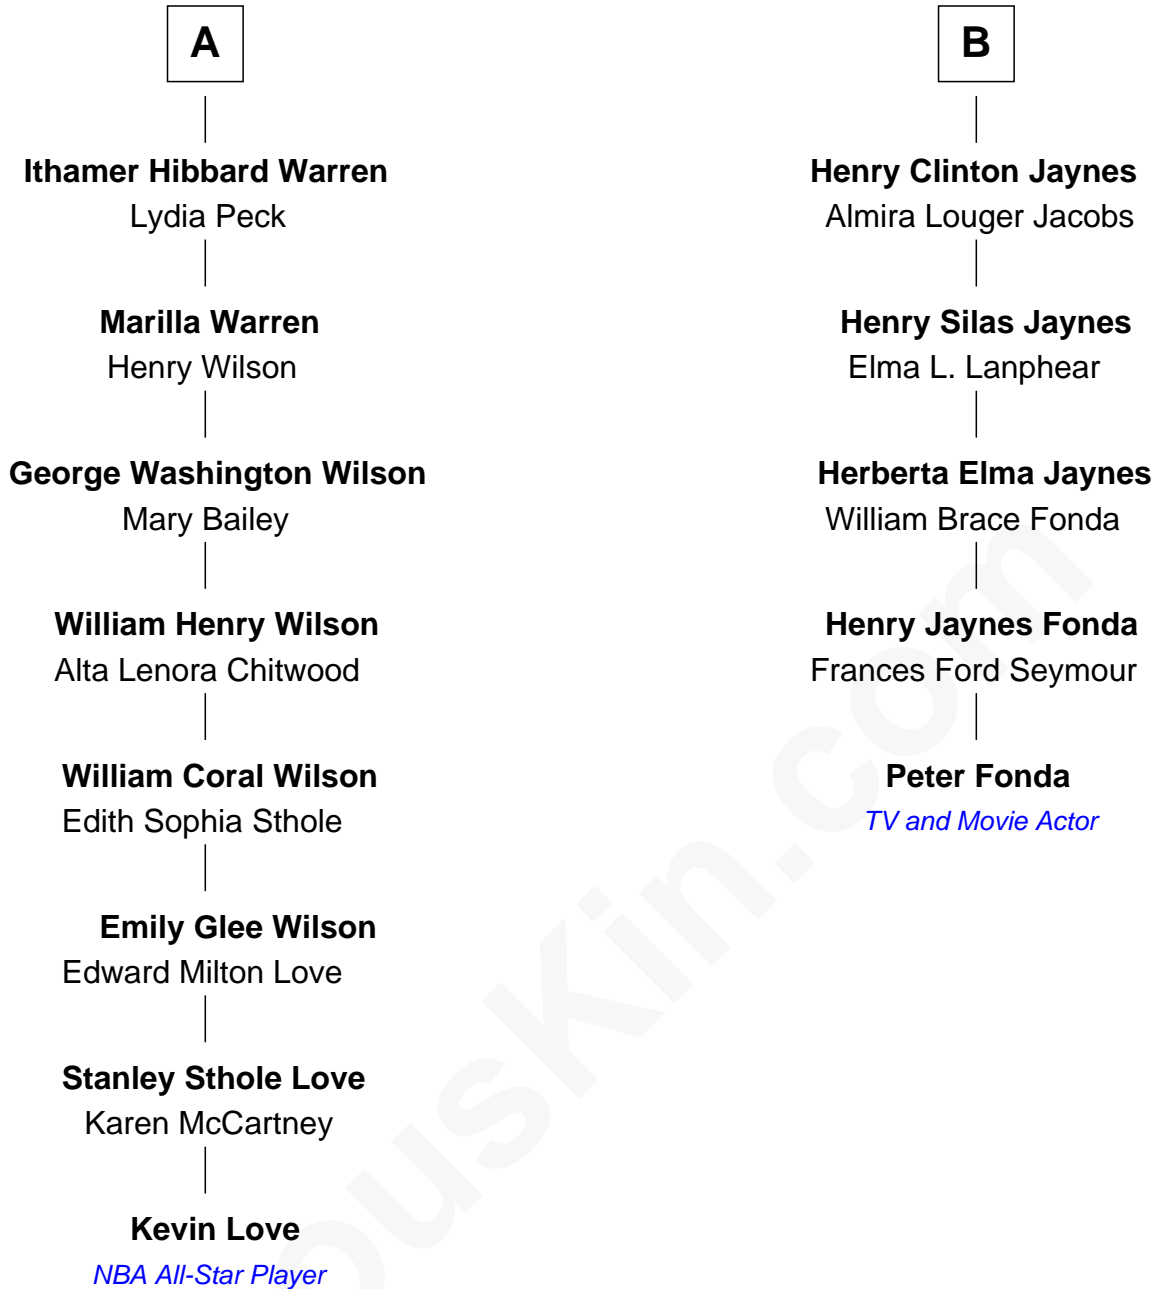 A
Ithamer Hibbard Warren
Lydia Peck
Marilla Warren
Henry Wilson
George Washington Wilson
Mary Bailey
William Henry Wilson
Alta Lenora Chitwood
William Coral Wilson
Edith Sophia Sthole
Emily Glee Wilson
Edward Milton Love
Stanley Sthole Love
Karen McCartney
Kevin Love
NBA All-Star Player
B
Henry Clinton Jaynes
Almira Louger Jacobs
Henry Silas Jaynes
Elma L. Lanphear
Herberta Elma Jaynes
William Brace Fonda
Henry Jaynes Fonda
Frances Ford Seymour
Peter Fonda
TV and Movie Actor
ousKin.com